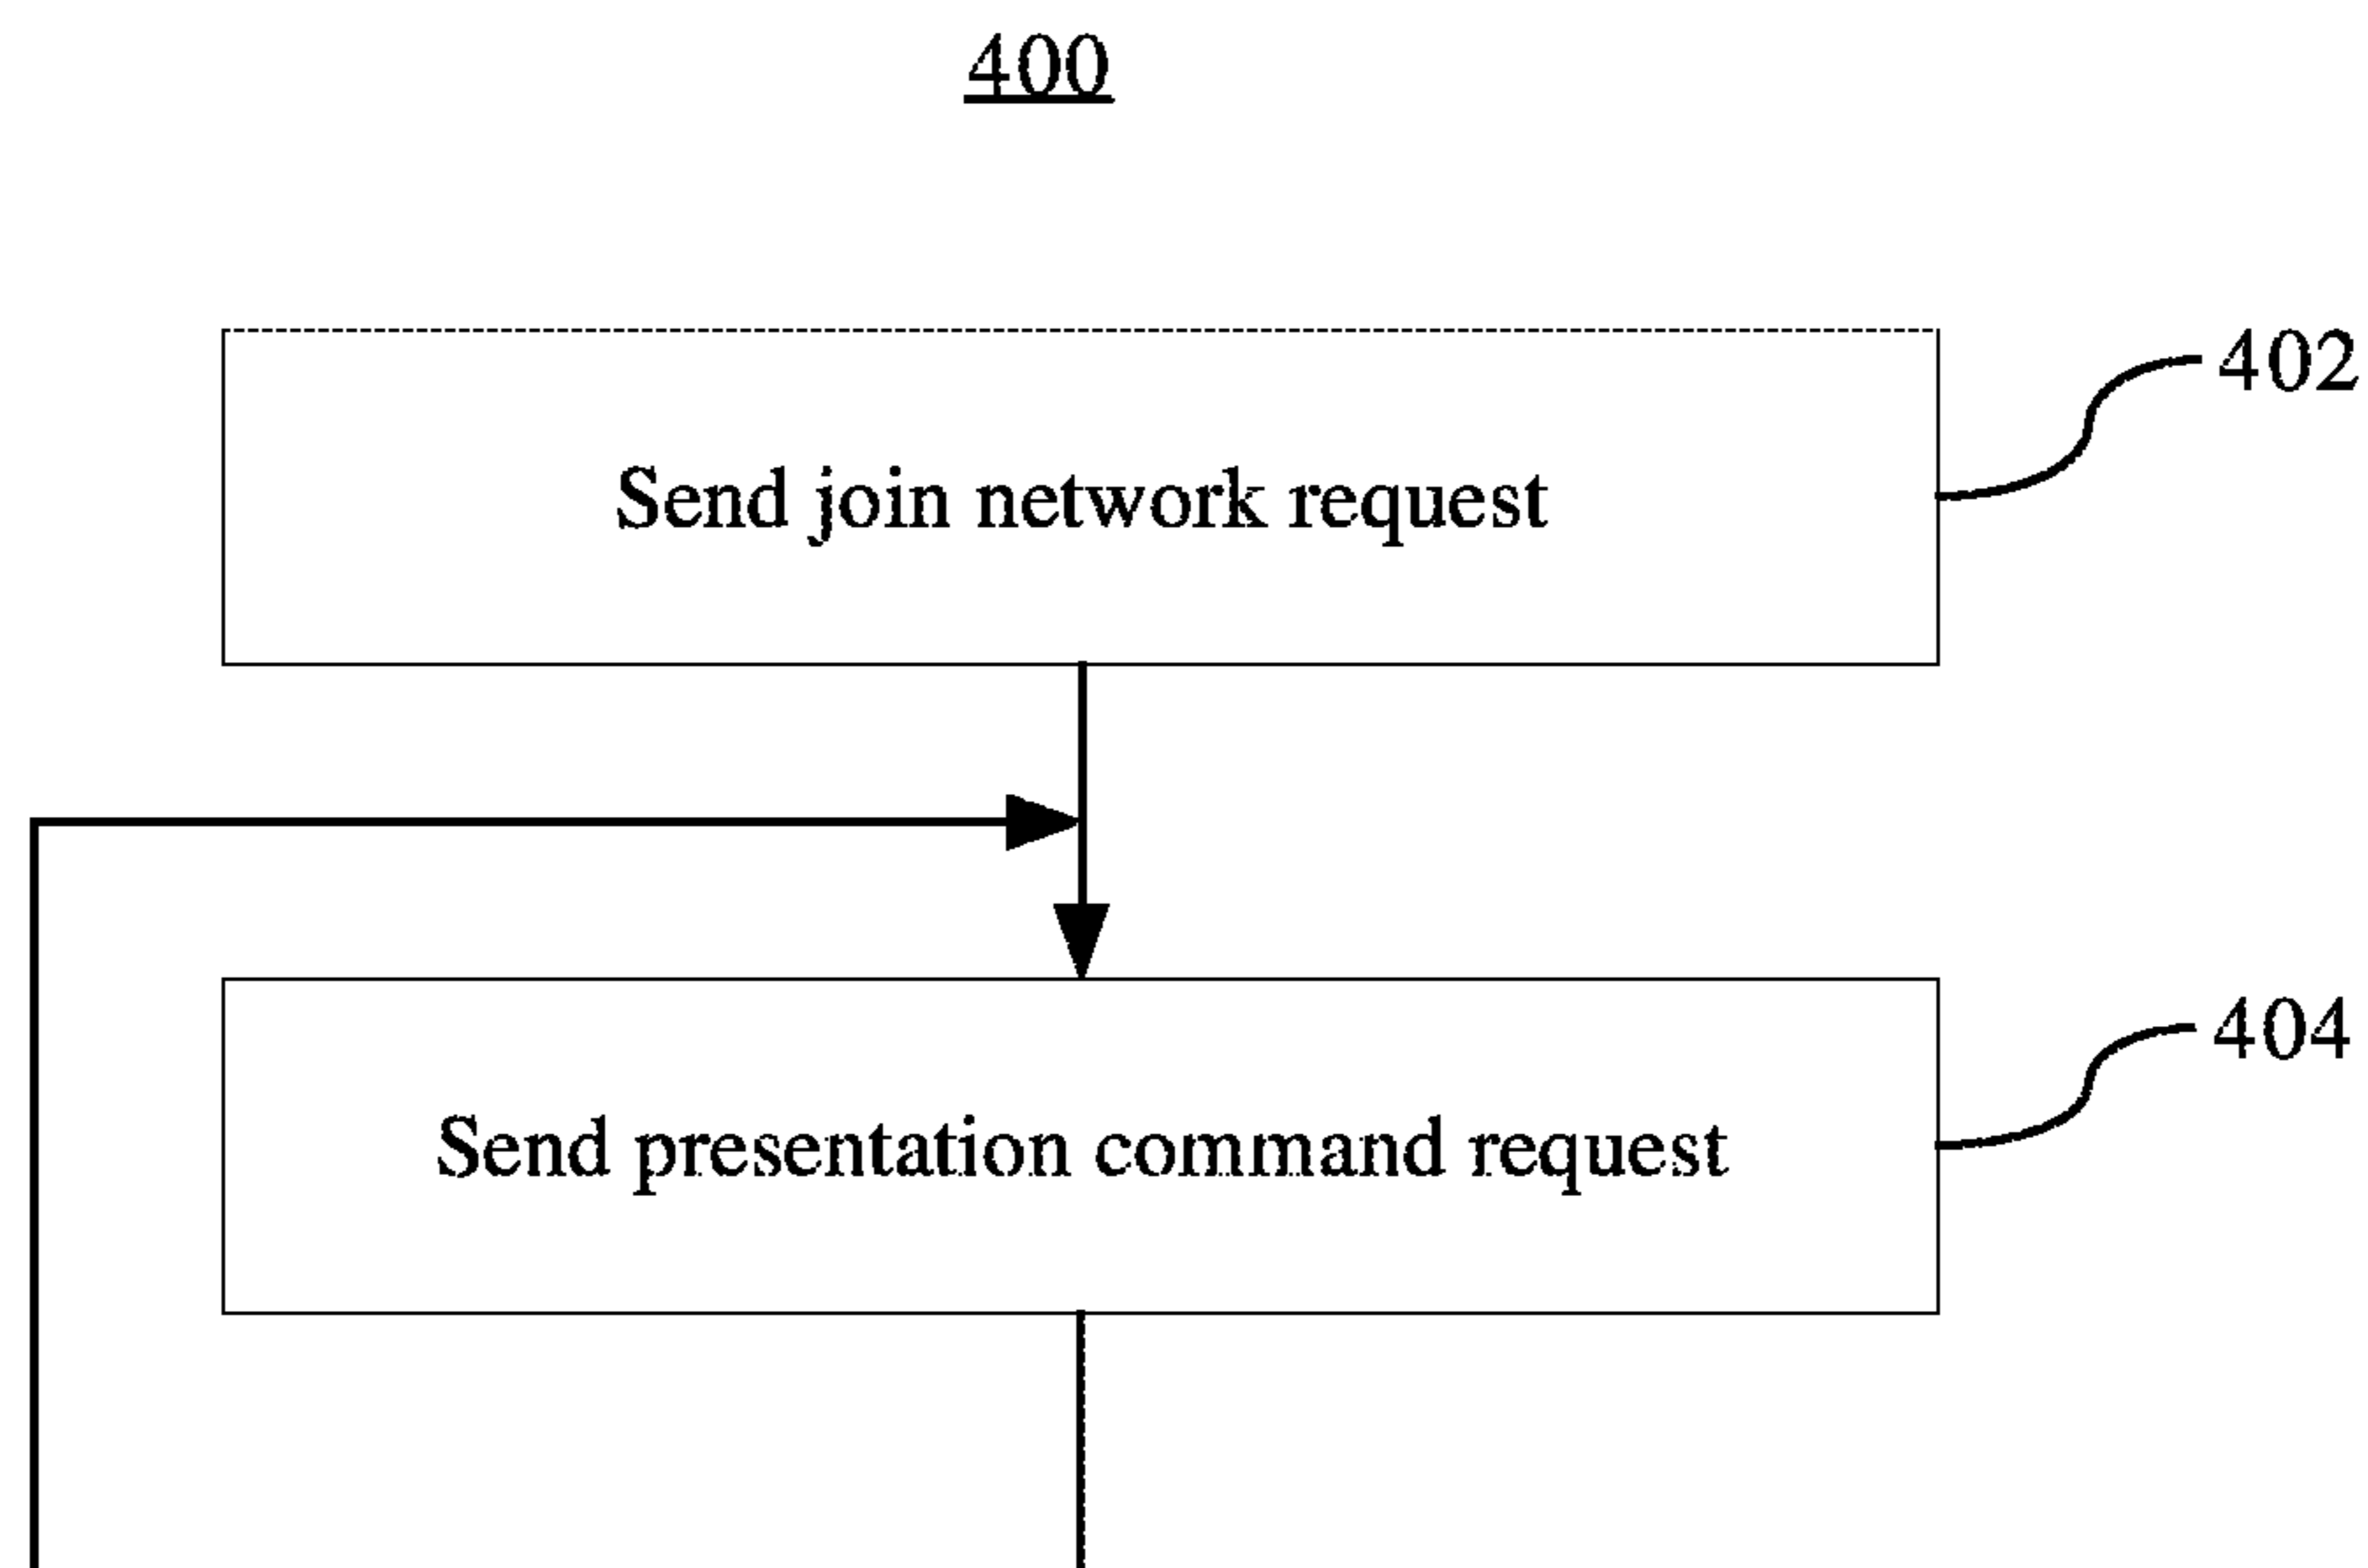 400
402
Send join network request
404
Send presentation command request